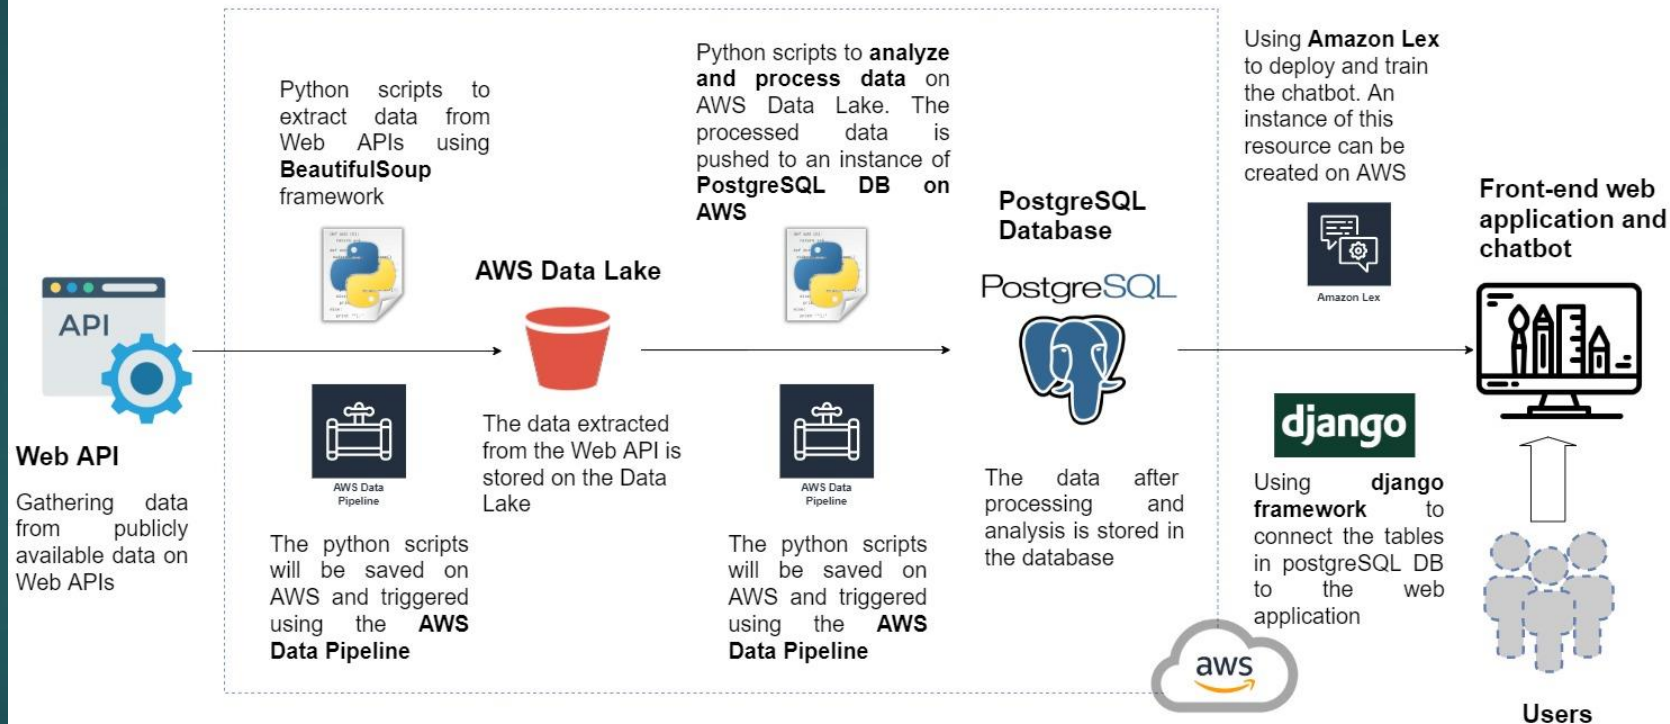 API
Web API
Gathering data
from publicly
available data on
Web APIs
Python scripts to
extract data from
Web APIs using
BeautifulSoup
framework
AWS Data
Pipeline
The python scripts
will be saved on
AWS and triggered
using the AWS
Data Pipeline
AWS Data Lake
The data extracted
from the Web API is
stored on the Data
Lake
Python scripts to analyze
and process data on
AWS Data Lake. The
processed data is
pushed to an instance of
PostgreSQL DB on
AWS
AWS Data
Pipeline
The python scripts
will be saved on
AWS and triggered
using the AWS
Data Pipeline
PostgreSQL
Database
PostgreSQL
The data after
processing and
analysis is stored in
the database
Using Amazon Lex
to deploy and train
the chatbot. An
instance of this
resource can be
created on AWS
Amazon Lex
django
Using django
framework to
connect the tables
in postgreSQL DB
to the web
application
aws
Front-end web
application and
chatbot
Users